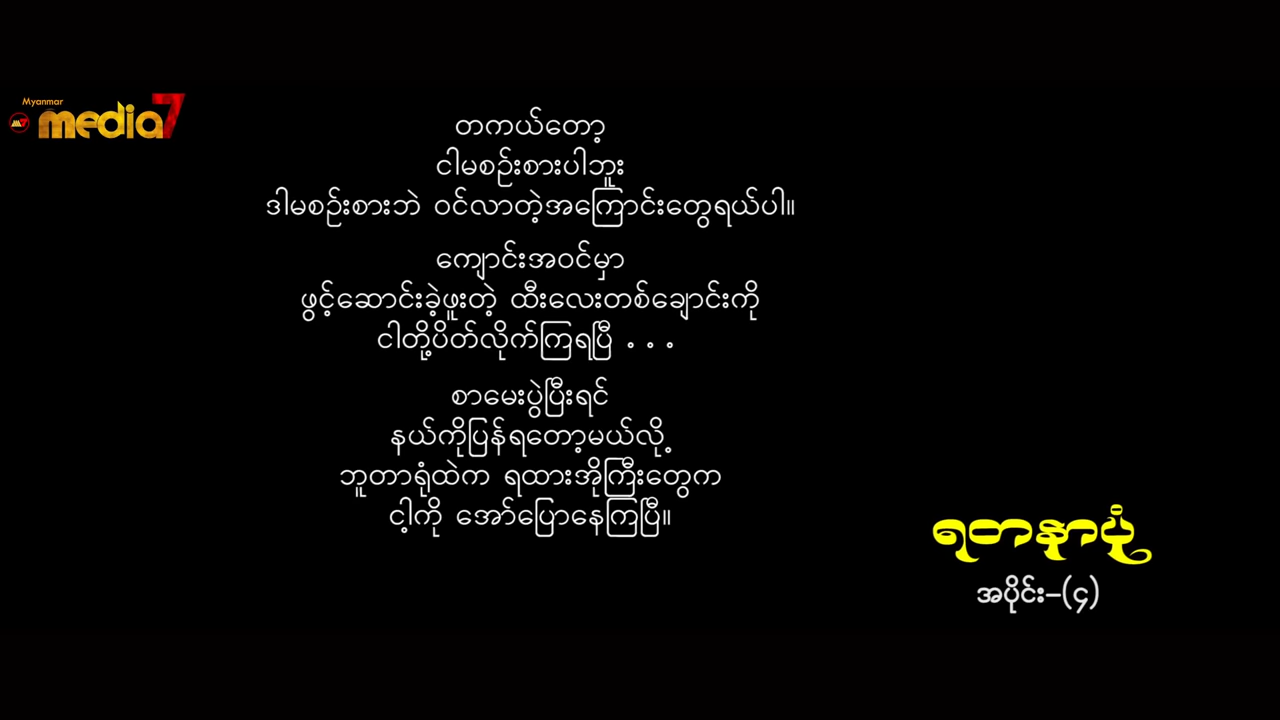 Myanmar
media7
တကယ်တော့
ငါမစဉ်းစားပါဘူး
ဒါမစဉ်းစားဘဲ ဝင်လာတဲ့အကြောင်းတွေရယ်ပါ။
ကျောင်းအဝင်မှာ
ဖွင့်ဆောင်းခဲ့ဖူးတဲ့ ထီးလေးတစ်ချောင်းကို
ငါတို့ပိတ်လိုက်ကြရပြီ . . .
စာမေးပွဲပြီးရင်
နယ်ကိုပြန်ရတော့မယ်လို့
ဘူတာရုံထဲက ရထားအိုကြီးတွေက
ငါ့ကို အော်ပြောနေကြပြီ။
ရတနာပုံ
အပိုင်း-(၄)